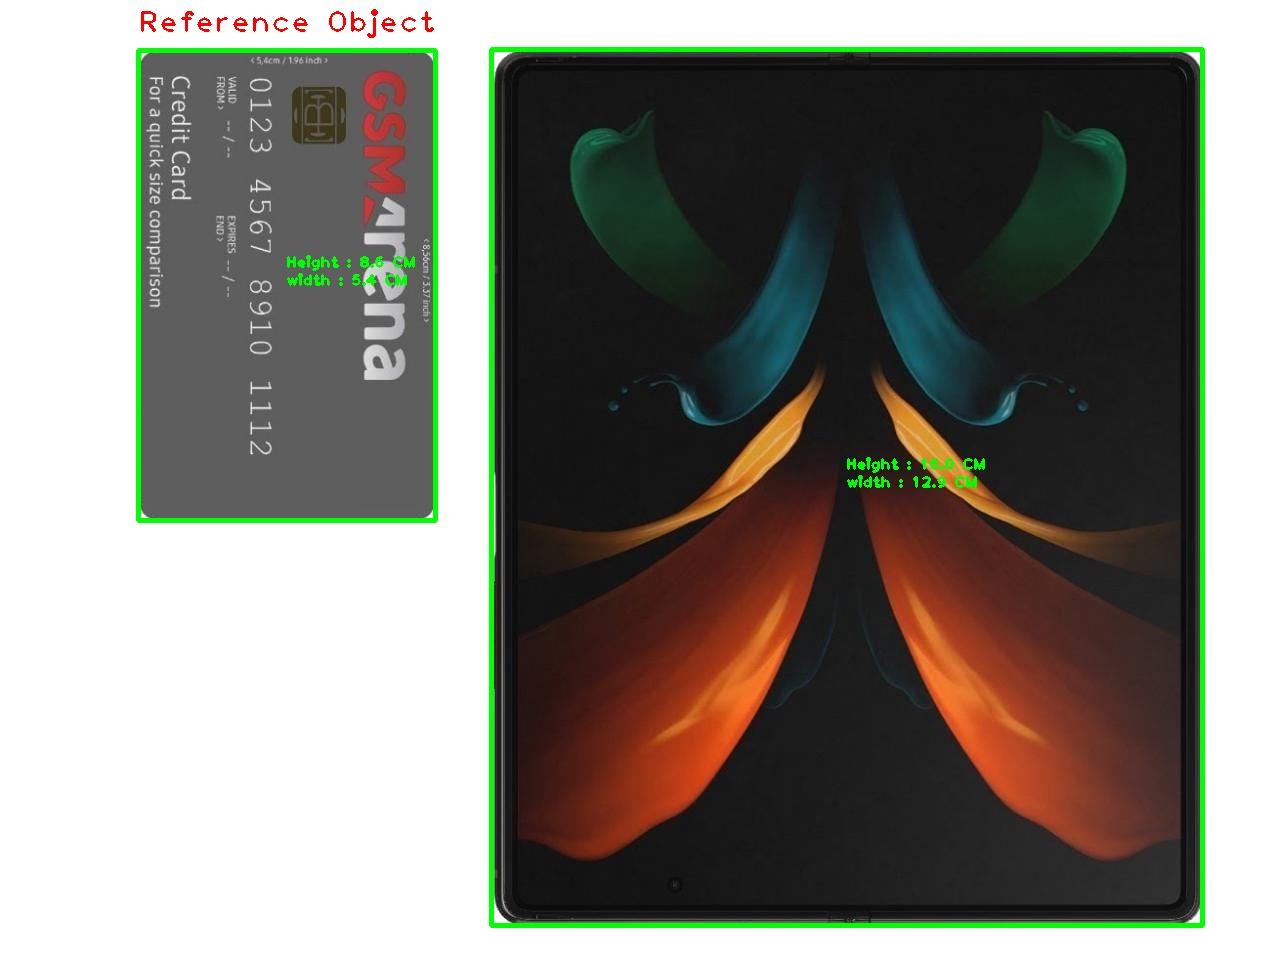 Reference Object
< 5,4cm / 1.96 inch >
GSMArena
< 8,56cm / 3.37 inch >
0123 4567 8910 1112
VALID FROM > -- / --
EXPIRES END > -- / --
Credit Card
For a quick size comparison
Height : 8.6 CM
width : 5.4 CM
Height : 16.0 CM
width : 12.9 CM